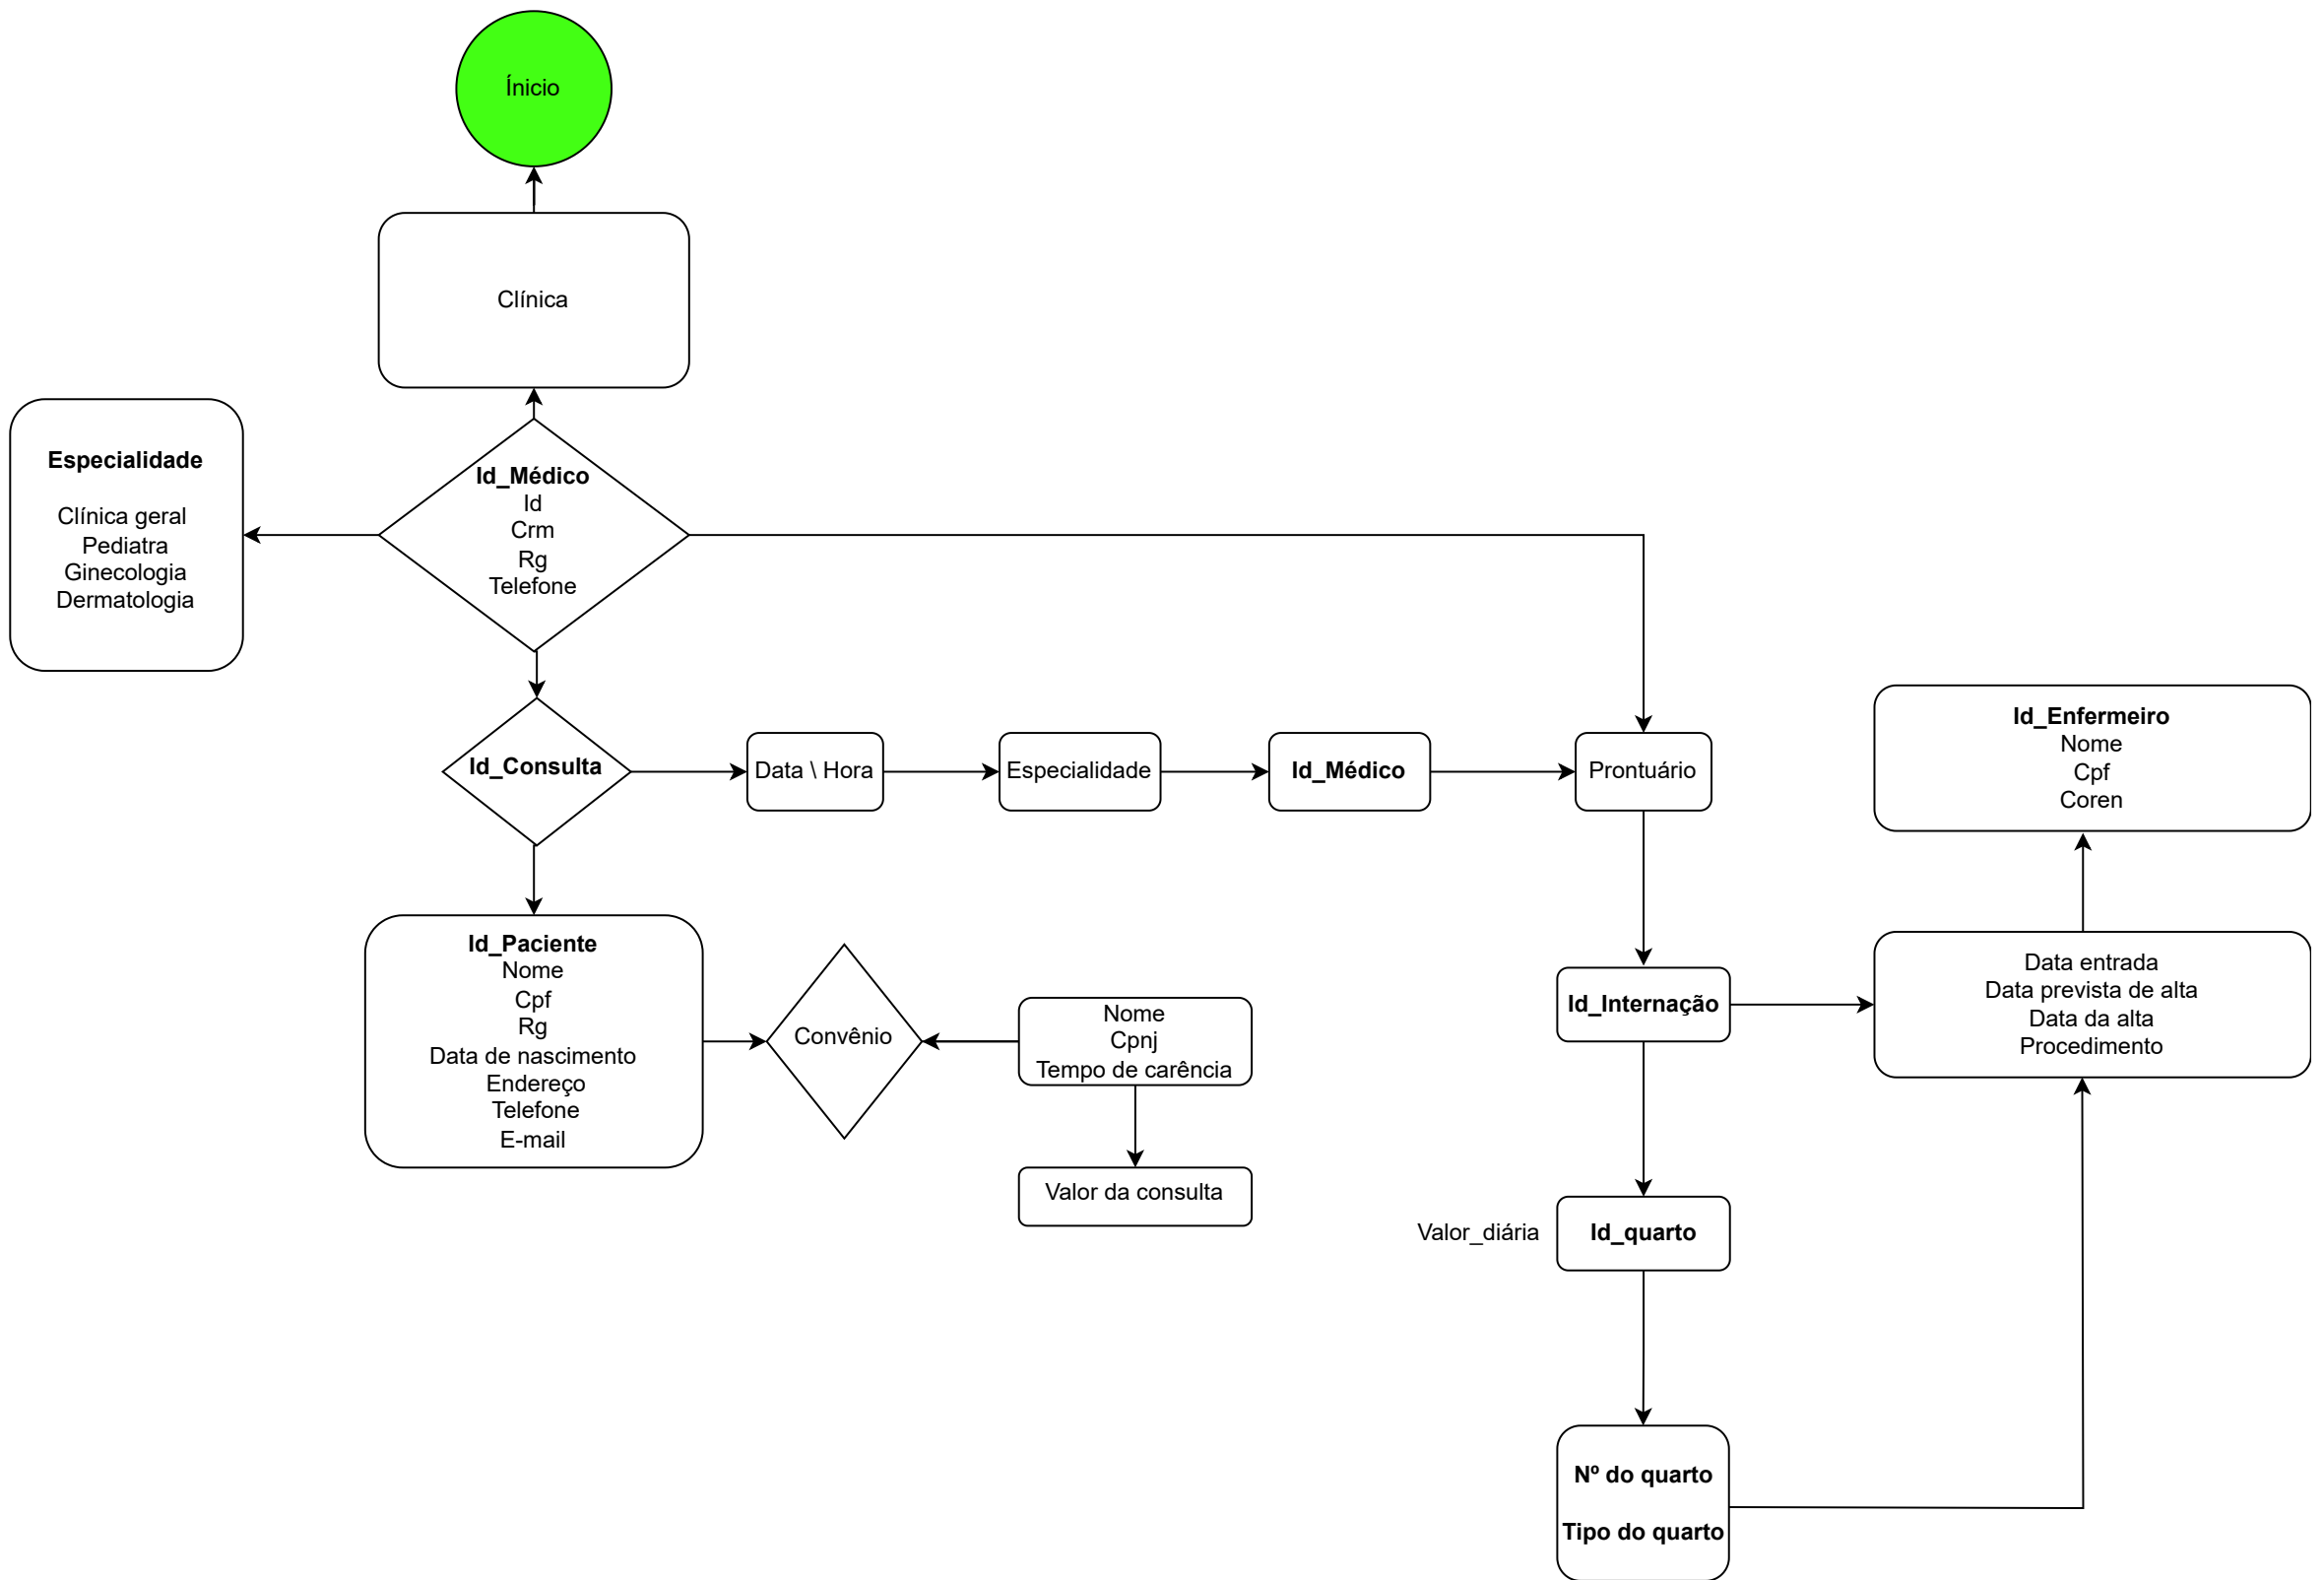 Ínicio
Clínica
Especialidade
Clínica geral
Pediatra
Ginecologia
Dermatologia
Id_Médico
Id
Crm
Rg
Telefone
Id_Consulta
Data \ Hora
Especialidade
Id_Médico
Prontuário
Id_Enfermeiro
Nome
Cpf
Coren
Id_Paciente
Nome
Cpf
Rg
Data de nascimento
Endereço
Telefone
E-mail
Convênio
Nome
Cpnj
Tempo de carência
Valor da consulta
Id_Internação
Data entrada
Data prevista de alta
Data da alta
Procedimento
Valor_diária
Id_quarto
Nº do quarto
Tipo do quarto